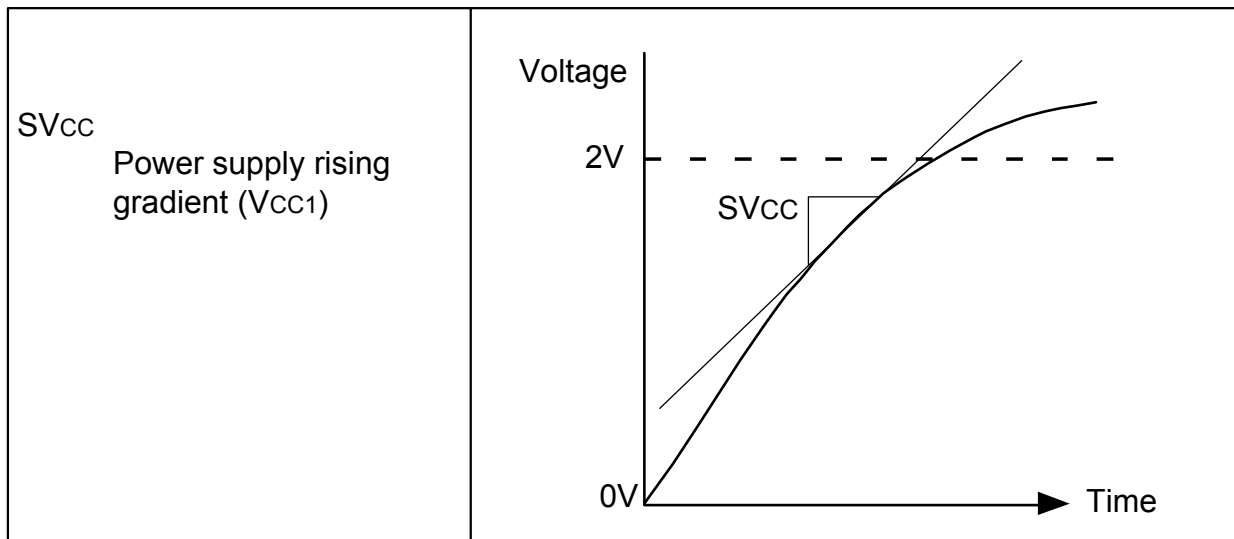 SVCC
Power supply rising
gradient (VCC1)
Voltage
2V
SVCC
0V
Time